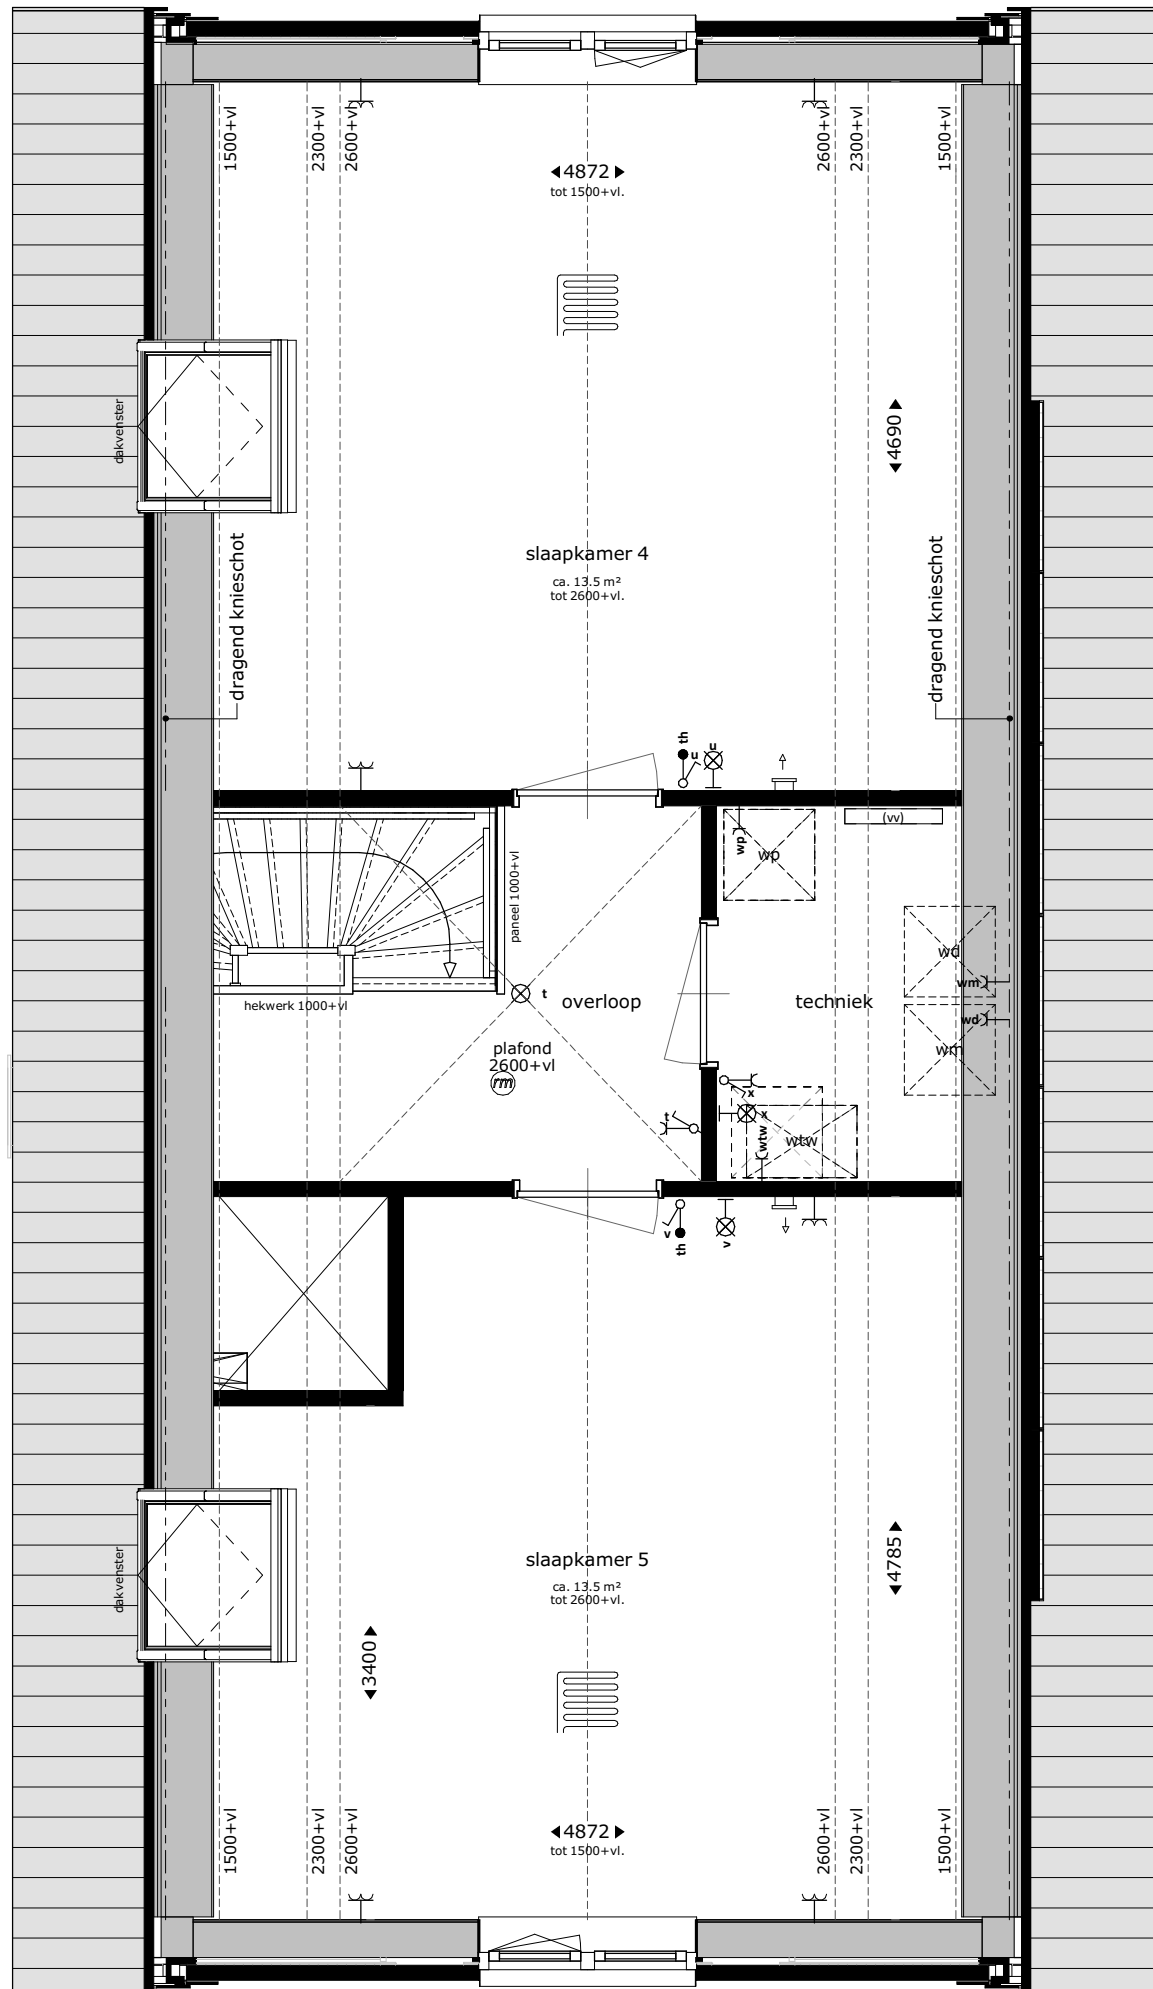 1500+vl
2300+vl
2600+vl
2600+vl
2300+vl
1500+vl
4872
tot 1500+vl.
dakvenster
4690
slaapkamer 4
ca. 13.5 m²
tot 2600+vl.
dragend knieschot
dragend knieschot
th
u
u
(vv)
wp
wp
paneel 1000+vl
wd
wm
hekwerk 1000+vl
t
overloop
techniek
wd
wm
plafond
2600+vl
rm
x
t
x
wtw
wtw
v
th
v
slaapkamer 5
ca. 13.5 m²
tot 2600+vl.
4785
dakvenster
3400
1500+vl
2300+vl
2600+vl
4872
tot 1500+vl.
2600+vl
2300+vl
1500+vl